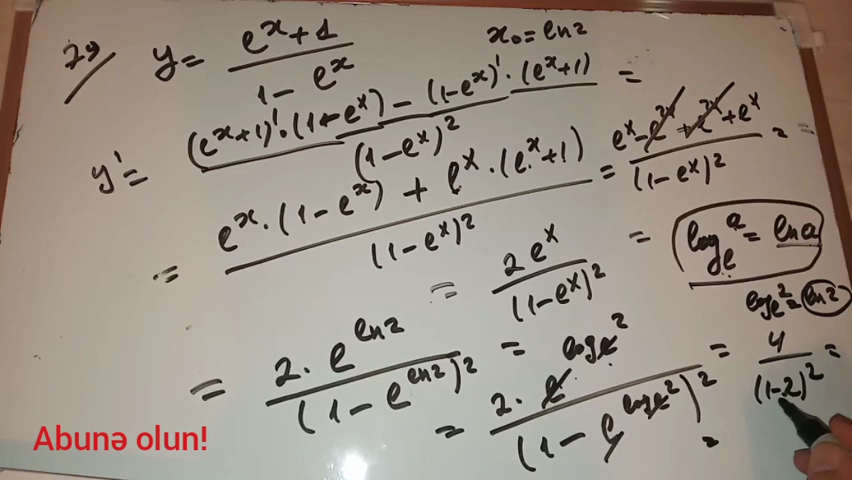 29/ y = (e^x + 1)/(1 - e^x) x₀ = ln2
y' = ((e^x+1)'·(1-e^x) - (1-e^x)'·(e^x+1))/(1-e^x)² =
= (e^x·(1-e^x) + e^x·(e^x+1))/(1-e^x)² = (e^x - e^2x + e^2x + e^x)/(1-e^x)² =
= 2e^x/(1-e^x)² = log_e a = ln a
log_e 2 = ln2
= 2·e^ln2/(1-e^ln2)² =
= 2·e^log_e 2/(1-e^log_e 2)² = 4/(1-2)² =
Abunə olun!